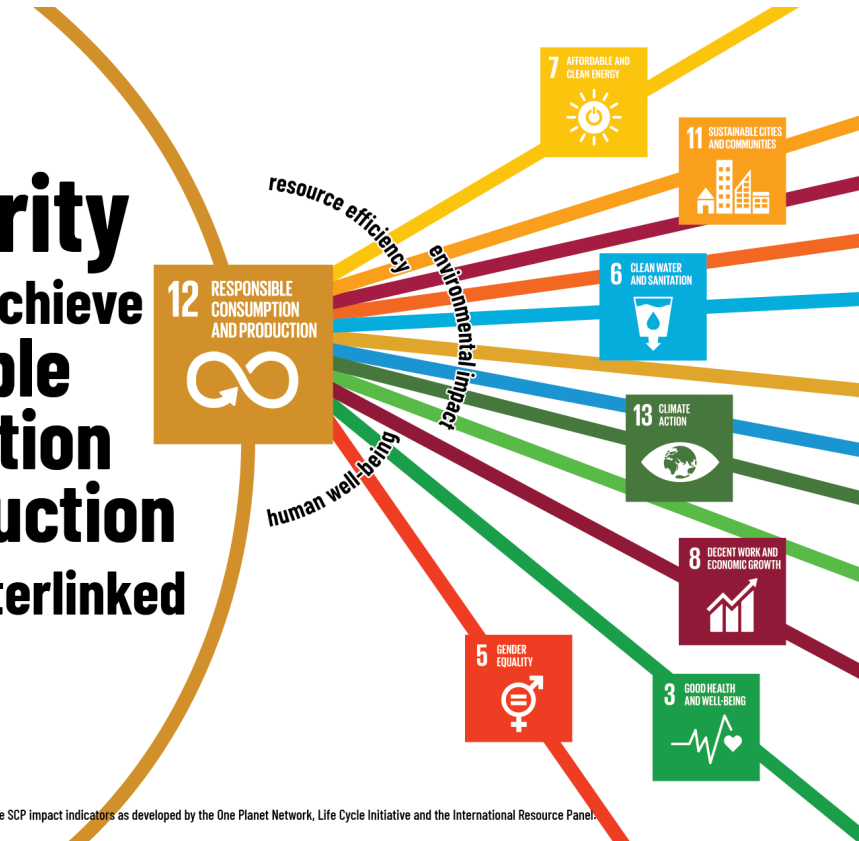 rity
chieve
ble
tion
uction
terlinked
12 RESPONSIBLE
CONSUMPTION
AND PRODUCTION
resource efficiency
environmental impact
human well-being
7 AFFORDABLE AND
CLEAN ENERGY
11 SUSTAINABLE CITIES
AND COMMUNITIES
6 CLEAN WATER
AND SANITATION
13 CLIMATE
ACTION
8 DECENT WORK AND
ECONOMIC GROWTH
5 GENDER
EQUALITY
3 GOOD HEALTH
AND WELL-BEING
e SCP impact indicators as developed by the One Planet Network, Life Cycle Initiative and the International Resource Panel.